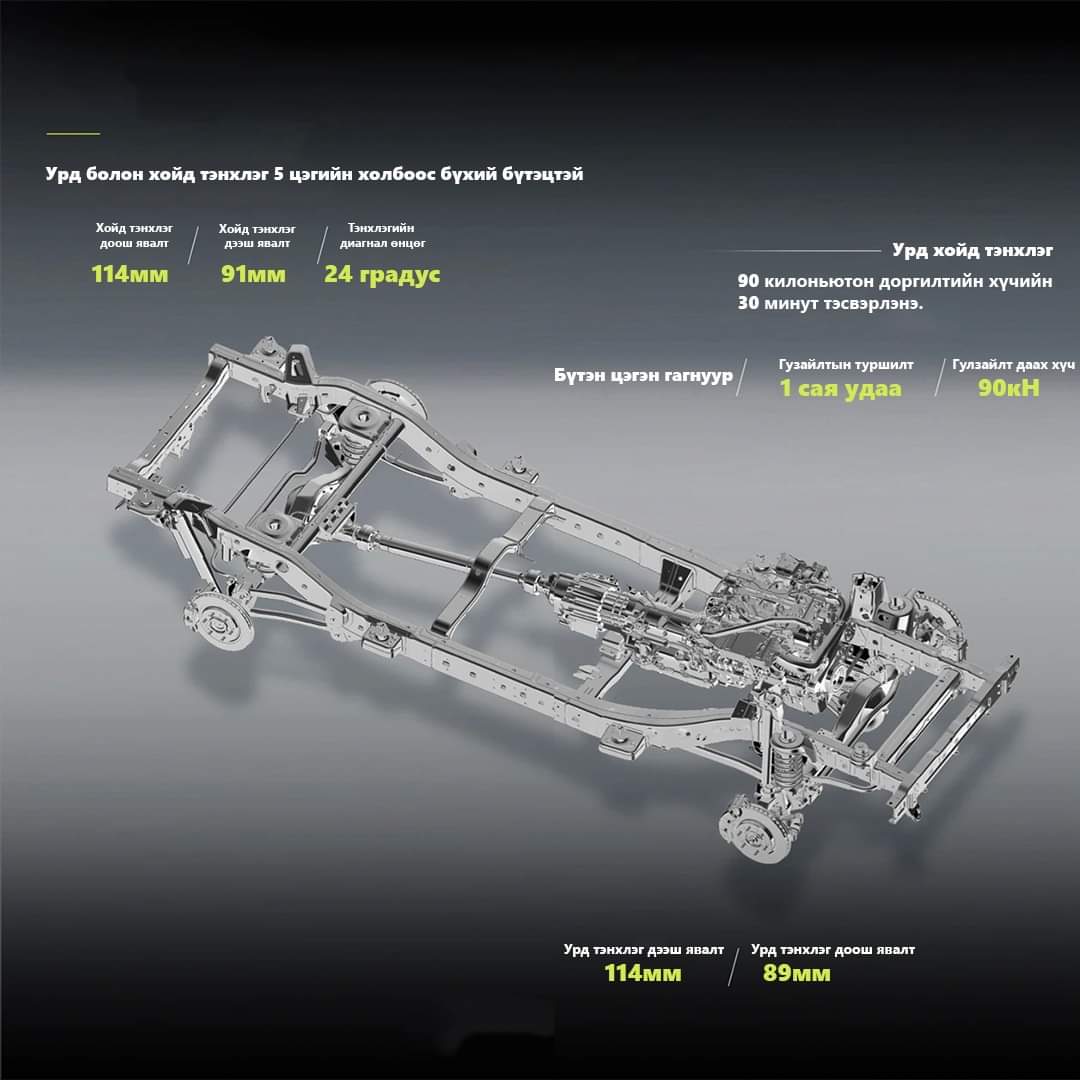 Урд болон хойд тэнхлэг 5 цэгийн холбоос бүхий бүтэцтэй
Хойд тэнхлэг
доош явалт
114мм
Хойд тэнхлэг
дээш явалт
91мм
Тэнхлэгийн
диагнал өнцөг
24 градус
Урд хойд тэнхлэг
90 килоньютон доргилтийн хүчийн
30 минут тэсвэрлэнэ.
Бүтэн цэгэн гагнуур
Гузайлтын туршилт
1 сая удаа
Гулзайлт даах хүч
90кН
Урд тэнхлэг дээш явалт
114мм
Урд тэнхлэг доош явалт
89мм